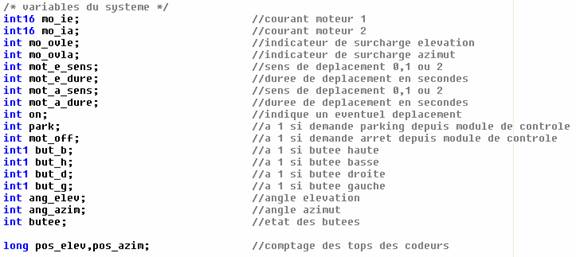 /* variables du systeme */
int16 mo_ie; //courant moteur 1
int16 mo_ia; //courant moteur 2
int mo_ovle; //indicateur de surcharge elevation
int mo_ovla; //indicateur de surcharge azimut
int mot_e_sens; //sens de deplacement 0,1 ou 2
int mot_e_dure; //duree de deplacement en secondes
int mot_a_sens; //sens de deplacement 0,1 ou 2
int mot_a_dure; //duree de deplacement en secondes
int on; //indique un eventuel deplacement
int park; //a 1 si demande parking depuis module de controle
int mot_off; //a 1 si demande arret depuis module de controle
int1 but_b; //a 1 si butee haute
int1 but_h; //a 1 si butee basse
int1 but_d; //a 1 si butee droite
int1 but_g; //a 1 si butee gauche
int ang_elev; //angle elevation
int ang_azim; //angle azimut
int butee; //etat des butees
long pos_elev,pos_azim; //comptage des tops des codeurs